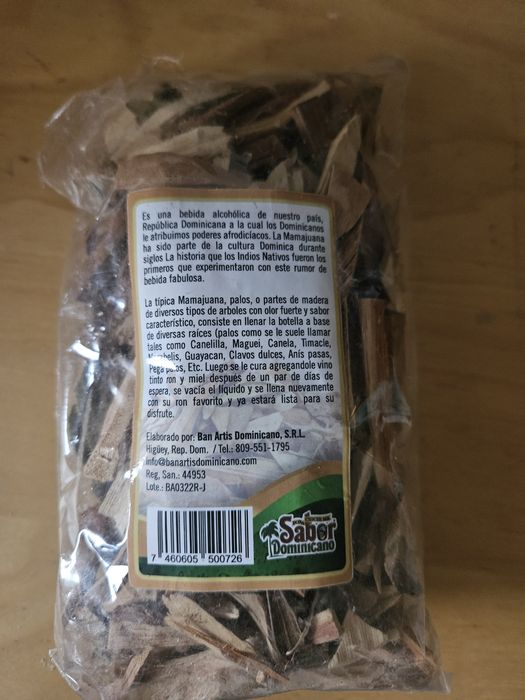 Es una bebida alcohólica de nuestro país,
República Dominicana a la cual los Dominicanos
le atribuimos poderes afrodicíacos. La Mamajuana
ha sido parte de la cultura Dominica durante
siglos La historia que los Indios Nativos fueron los
primeros que experimentaron con este rumor de
bebida fabulosa.
La típica Mamajuana, palos, o partes de madera
de diversos tipos de arboles con olor fuerte y sabor
característico, consiste en llenar la botella a base
de diversas raíces (palos como se le suele llamar
tales como Canelilla, Maguei, Canela, Timacle,
Guayacan, Clavos dulces, Anís pasas,
Etc. Luego se le cura agregandole vino
tinto ron y miel después de un par de días de
espera, se vacía el líquido y se llena nuevamente
con su ron favorito y ya estará lista para su
disfrute.
Elaborado por: Ban Artis Dominicano, S.R.L.
Higüey, Rep. Dom. / Tel.: 809-551-1795
info@banartisdominicano.com
Reg, San.: 44953
Lote.: BA0322R-J
Sabor
Dominicano
7 460605 500726